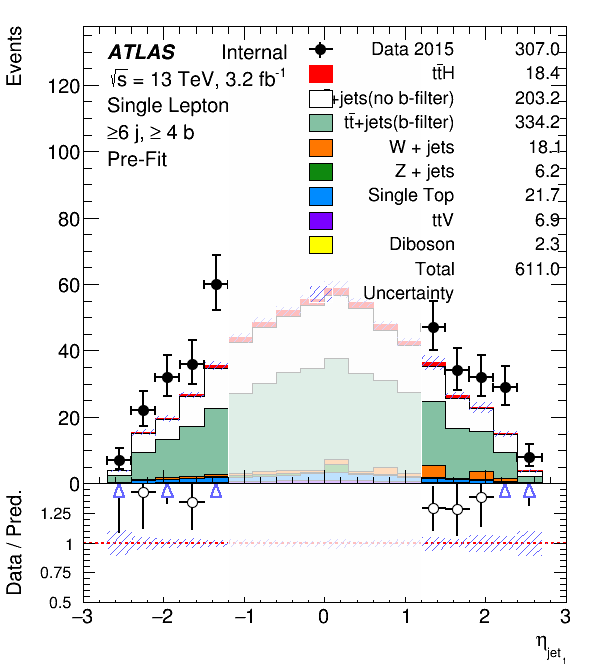 Events
ATLAS Internal
√s = 13 TeV, 3.2 fb-1
Single Lepton
≥6 j, ≥ 4 b
Pre-Fit
Data 2015 307.0
tt̄H 18.4
+jets(no b-filter) 203.2
tt̄+jets(b-filter) 334.2
W + jets 18.1
Z + jets 6.2
Single Top 21.7
ttV 6.9
Diboson 2.3
Total 611.0
Uncertainty
120
100
80
60
40
20
0
Data / Pred.
1.25
1
0.75
0.5
−3 −2 −1 0 1 2 3
ηjet1